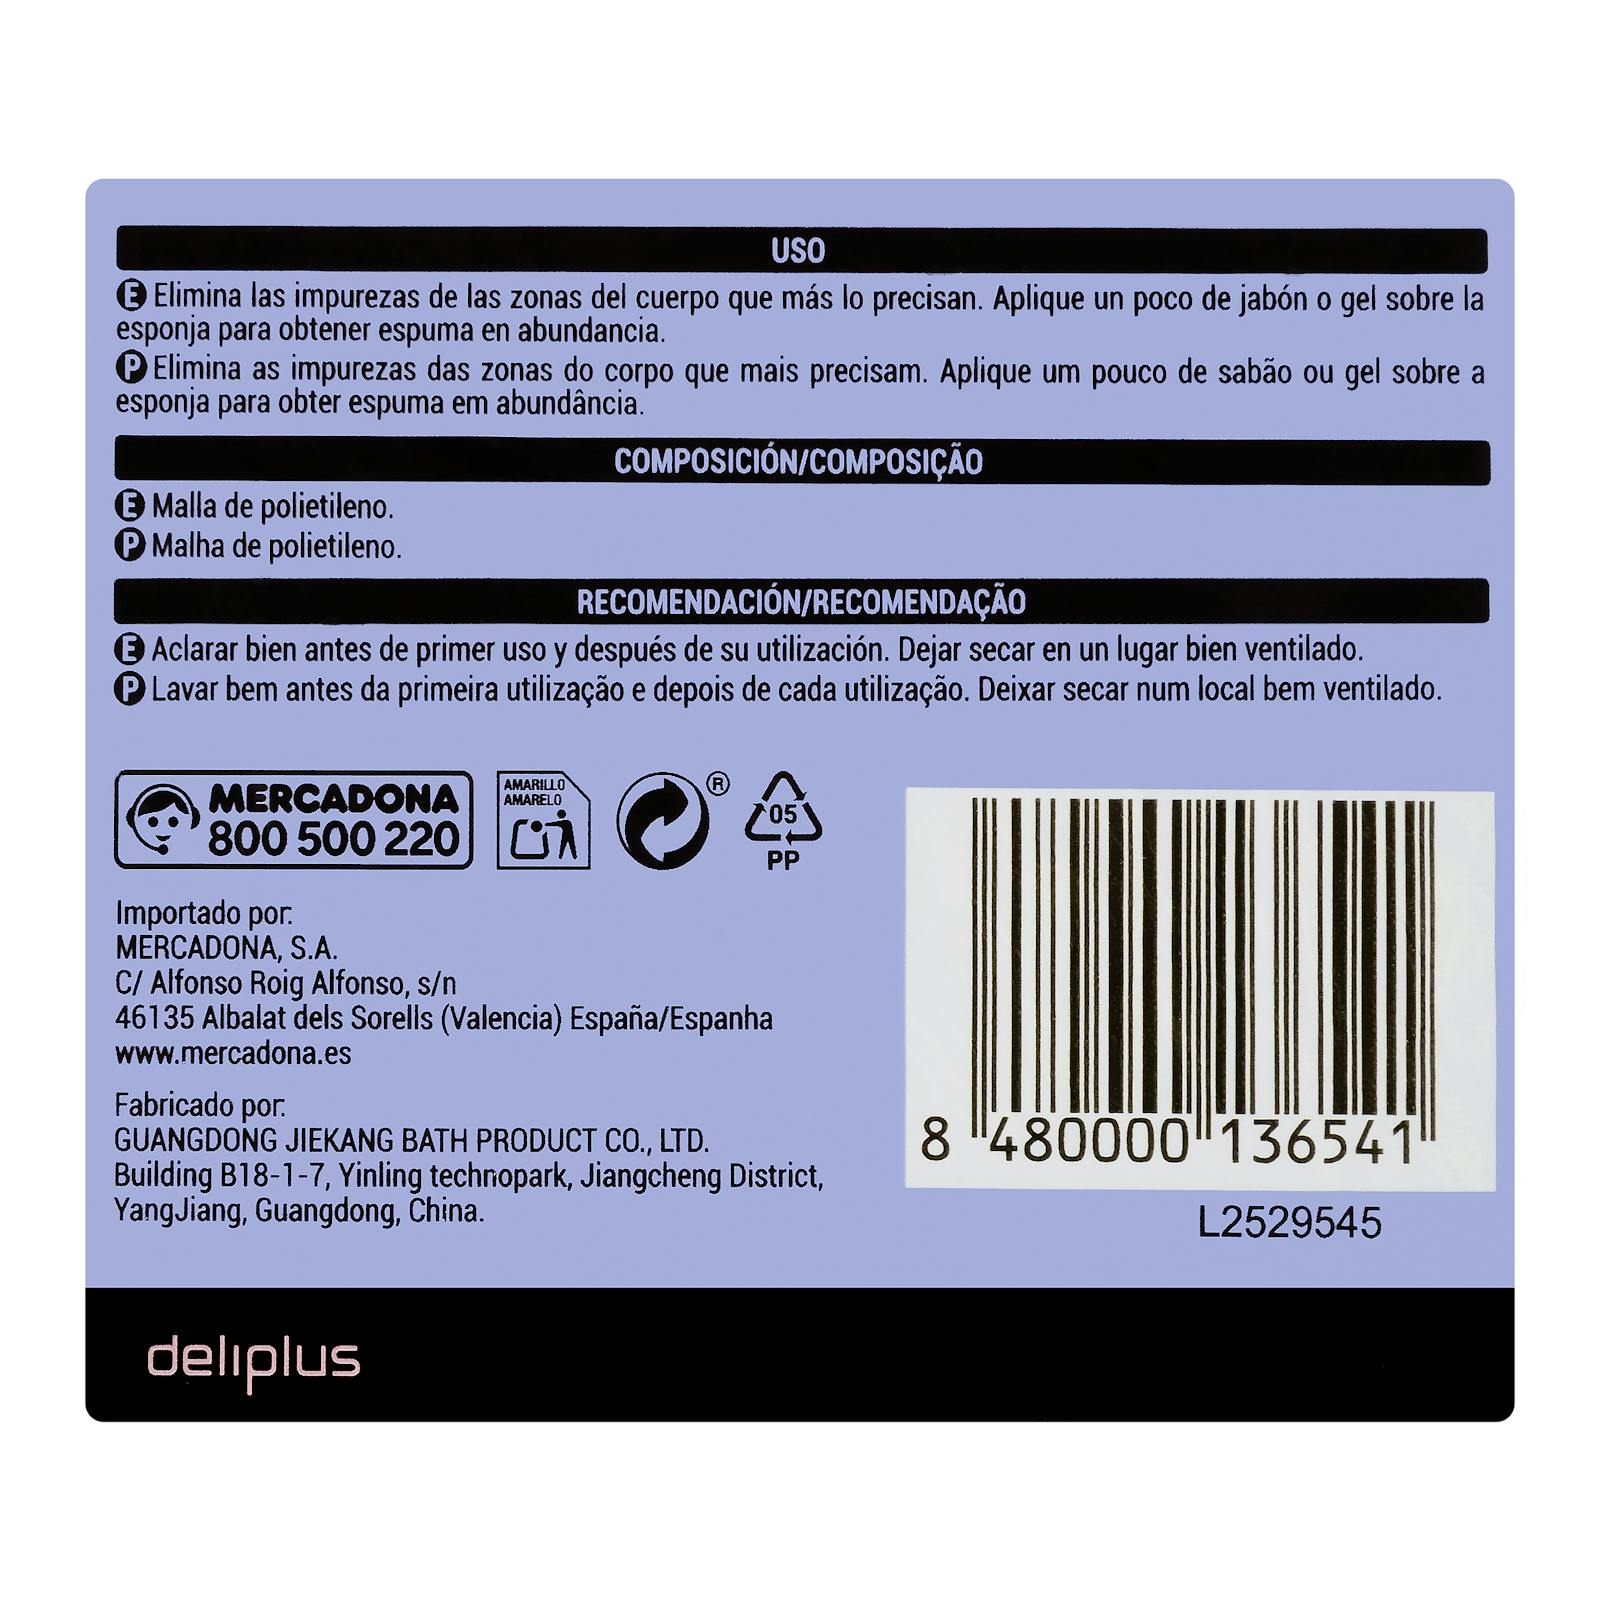 USO
E Elimina las impurezas de las zonas del cuerpo que más lo precisan. Aplique un poco de jabón o gel sobre la
esponja para obtener espuma en abundancia.
P Elimina as impurezas das zonas do corpo que mais precisam. Aplique um pouco de sabão ou gel sobre a
esponja para obter espuma em abundância.
COMPOSICIÓN/COMPOSIÇÃO
E Malla de polietileno.
P Malha de polietileno.
RECOMENDACIÓN/RECOMENDAÇÃO
E Aclarar bien antes de primer uso y después de su utilización. Dejar secar en un lugar bien ventilado.
P Lavar bem antes da primeira utilização e depois de cada utilização. Deixar secar num local bem ventilado.
MERCADONA
800 500 220
AMARILLO
AMARELO
®
05
PP
Importado por:
MERCADONA, S.A.
C/ Alfonso Roig Alfonso, s/n
46135 Albalat dels Sorells (Valencia) España/Espanha
www.mercadona.es
Fabricado por:
GUANGDONG JIEKANG BATH PRODUCT CO., LTD.
Building B18-1-7, Yinling technopark, Jiangcheng District,
YangJiang, Guangdong, China.
8 480000 136541
L2529545
deliplus